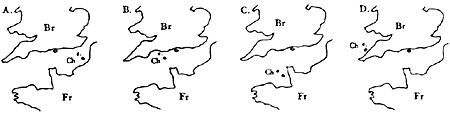 A. B. C. D.
Br Br Br Br
Ch Ch Ch Ch
Fr Fr Fr Fr